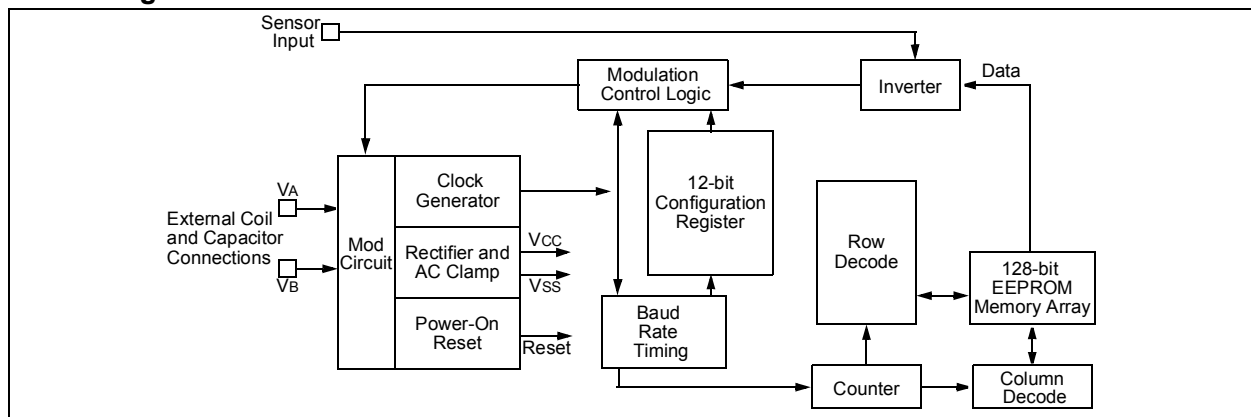 Sensor
Input
Modulation
Control Logic
Inverter
Data
Clock
Generator
12-bit
Configuration
Register
VA
External Coil
and Capacitor
Connections
VB
Mod
Circuit
Rectifier and
AC Clamp
VCC
VSS
Row
Decode
128-bit
EEPROM
Memory Array
Power-On
Reset
Reset
Baud
Rate
Timing
Counter
Column
Decode